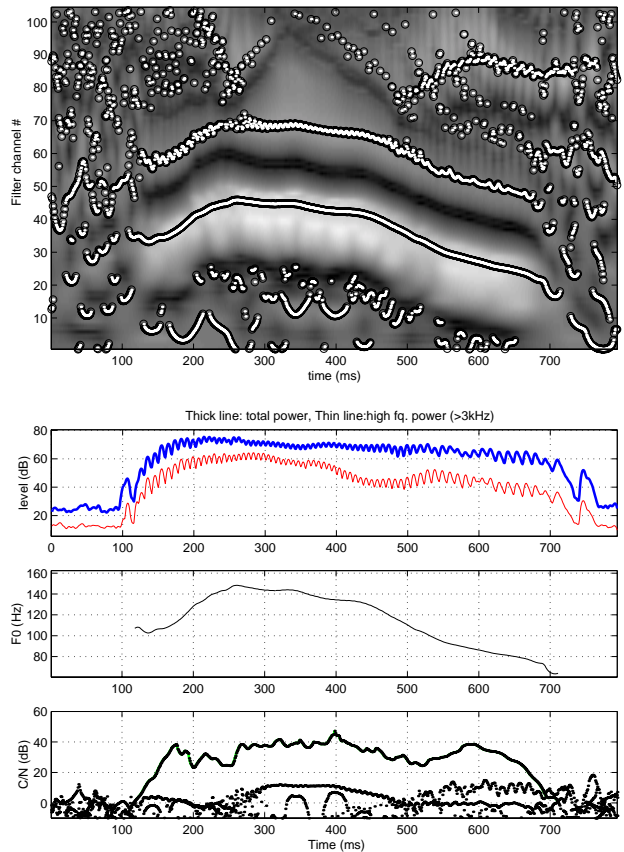 100
90
80
70
60
50
40
30
20
10
Filter channel #
100 200 300 400 500 600 700
time (ms)
Thick line: total power, Thin line:high fq. power (>3kHz)
80
60
40
20
level (dB)
0 100 200 300 400 500 600 700
160
140
120
100
80
F0 (Hz)
100 200 300 400 500 600 700
60
40
20
0
C/N (dB)
100 200 300 400 500 600 700
Time (ms)